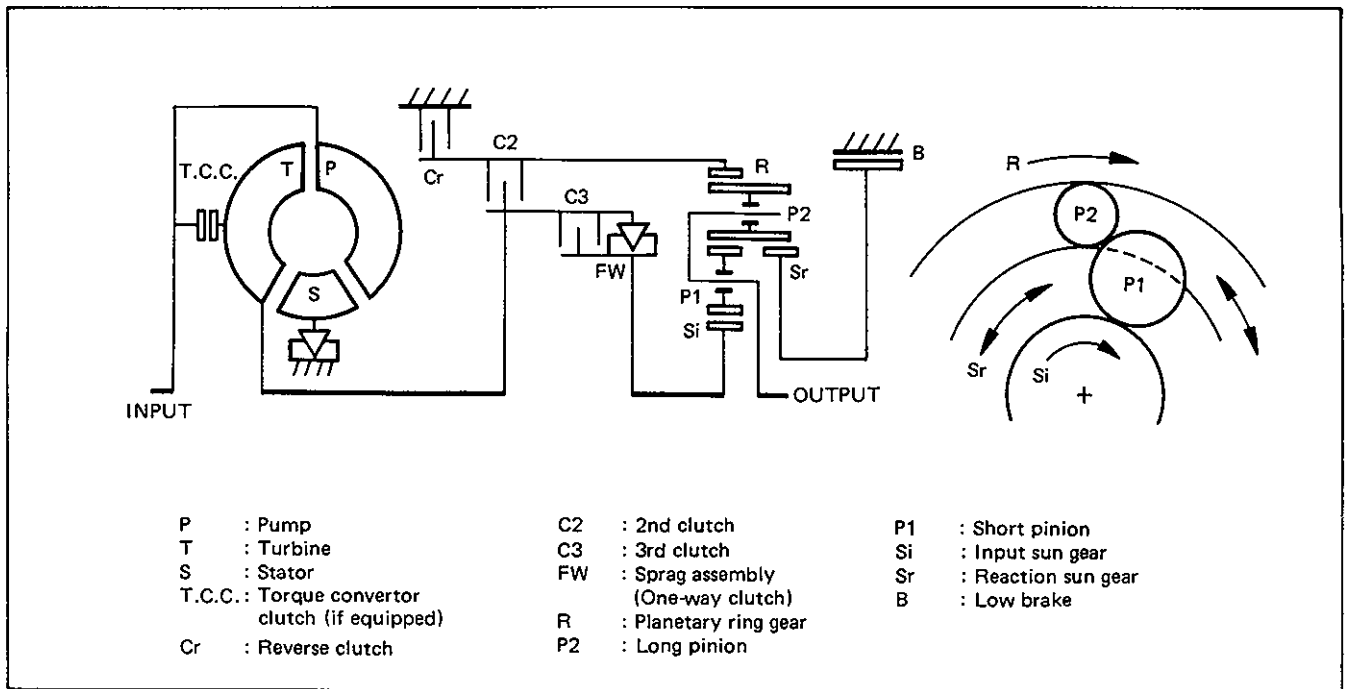 C2
R
B
R
T.C.C.
T
P
Cr
C3
P2
P2
FW
Sr
S
P1
P1
Si
Sr
Si
INPUT
OUTPUT
+
P : Pump
T : Turbine
S : Stator
T.C.C. : Torque convertor
clutch (if equipped)
Cr : Reverse clutch
C2 : 2nd clutch
C3 : 3rd clutch
FW : Sprag assembly
(One-way clutch)
R : Planetary ring gear
P2 : Long pinion
P1 : Short pinion
Si : Input sun gear
Sr : Reaction sun gear
B : Low brake